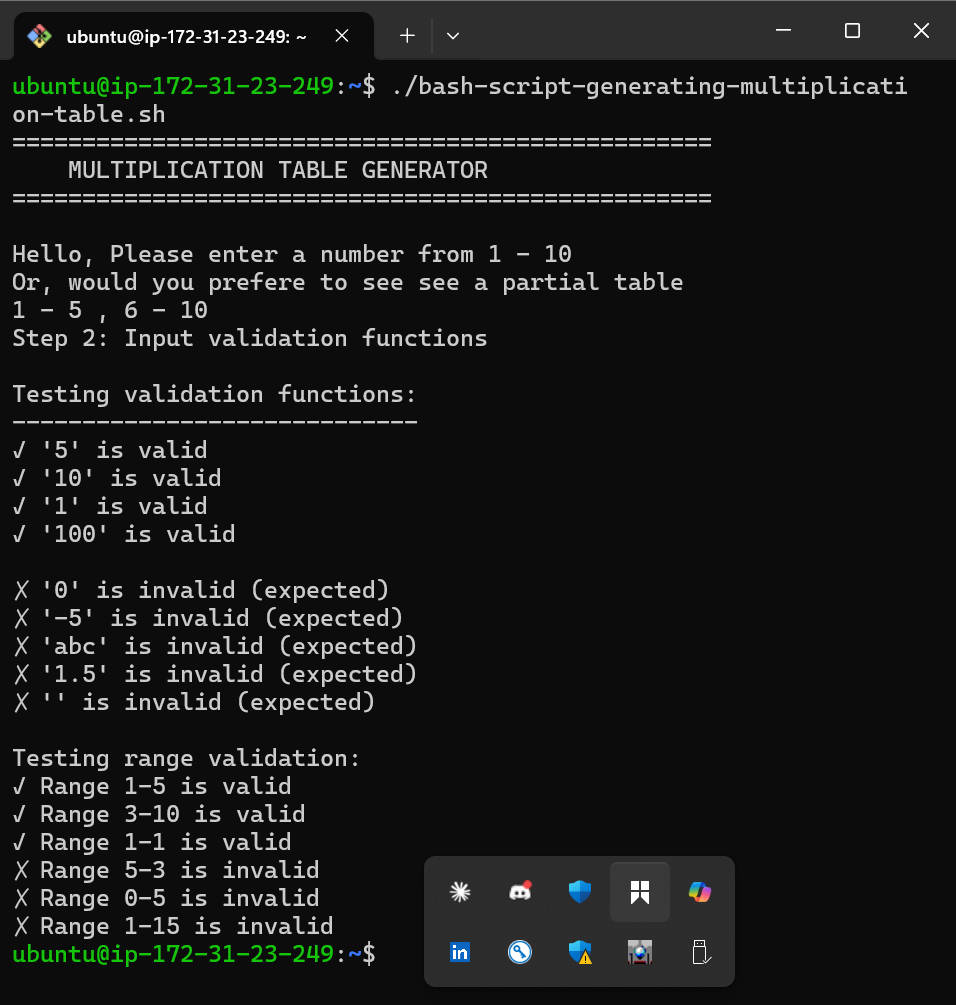 ubuntu@ip-172-31-23-249: ~
ubuntu@ip-172-31-23-249:~$ ./bash-script-generating-multiplicati
on-table.sh
==================================================
MULTIPLICATION TABLE GENERATOR
==================================================
Hello, Please enter a number from 1 - 10
Or, would you prefere to see see a partial table
1 - 5 , 6 - 10
Step 2: Input validation functions
Testing validation functions:
-----------------------------
✓ '5' is valid
✓ '10' is valid
✓ '1' is valid
✓ '100' is valid
✗ '0' is invalid (expected)
✗ '-5' is invalid (expected)
✗ 'abc' is invalid (expected)
✗ '1.5' is invalid (expected)
✗ '' is invalid (expected)
Testing range validation:
✓ Range 1-5 is valid
✓ Range 3-10 is valid
✓ Range 1-1 is valid
✗ Range 5-3 is invalid
✗ Range 0-5 is invalid
✗ Range 1-15 is invalid
ubuntu@ip-172-31-23-249:~$
in